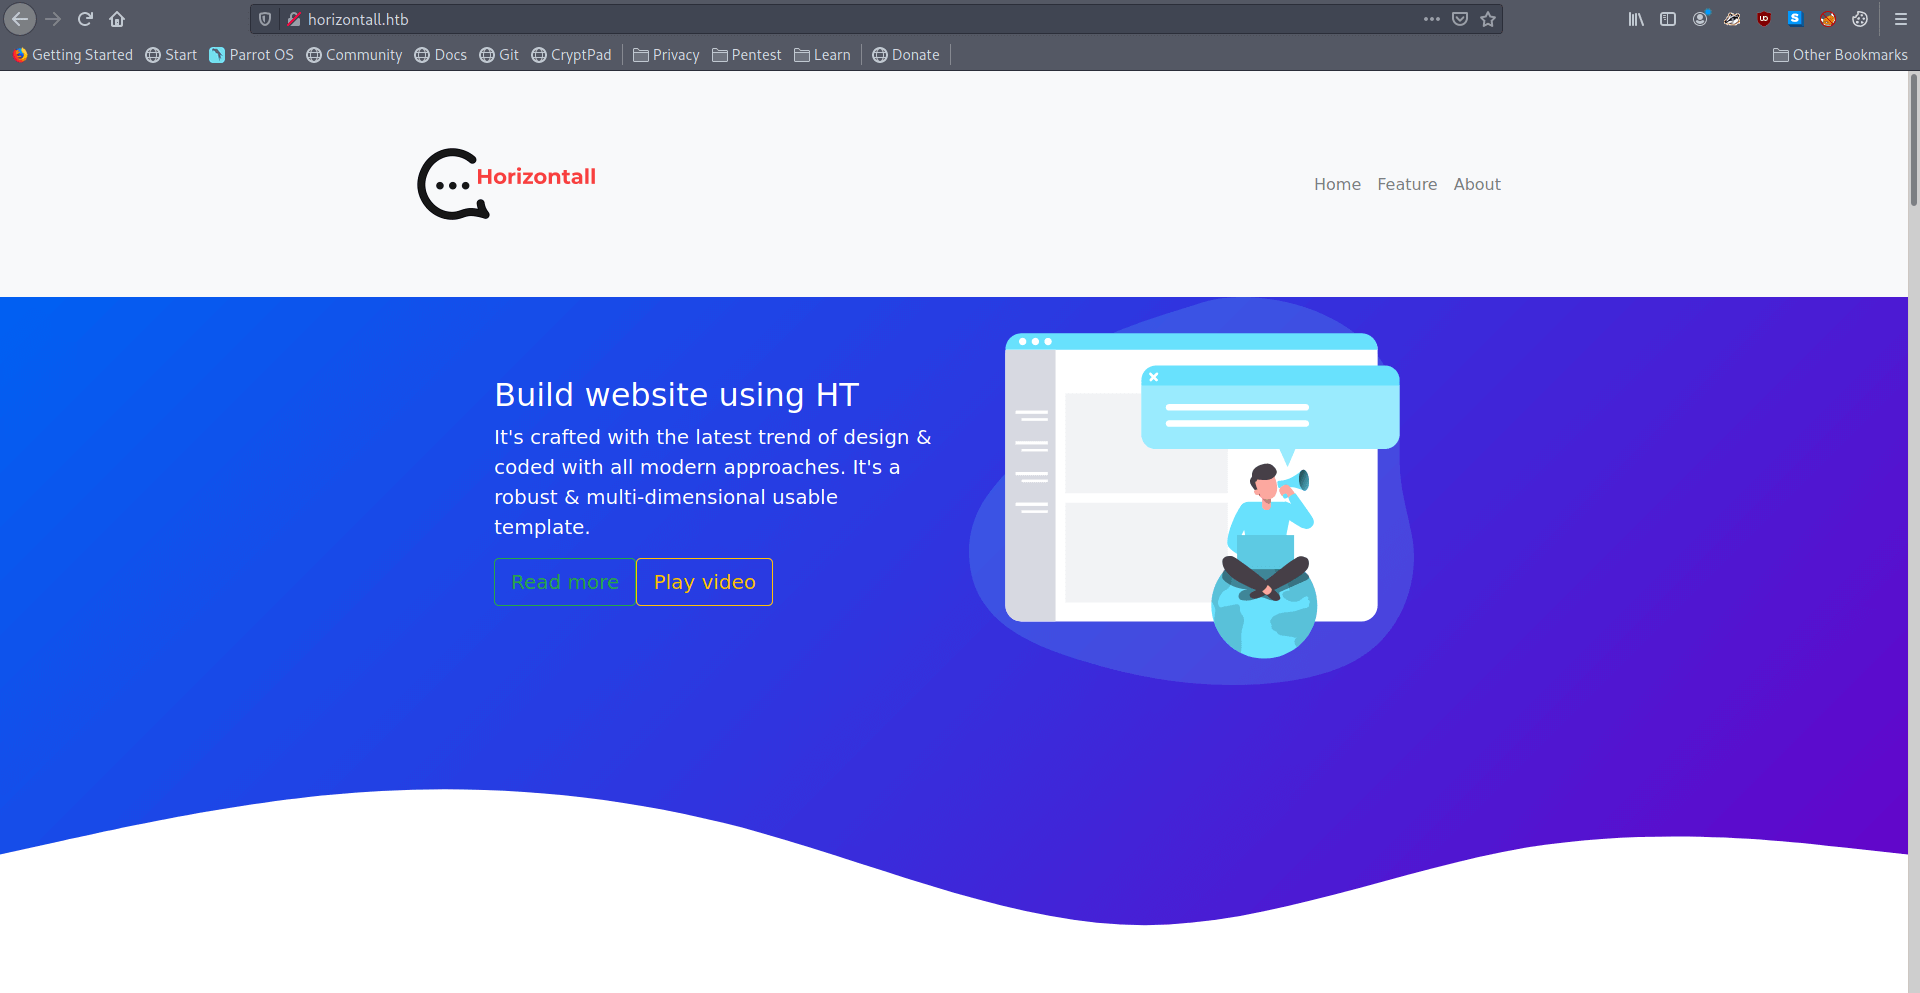 horizontall.htb
Getting Started Start Parrot OS Community Docs Git CryptPad Privacy Pentest Learn Donate Other Bookmarks
Horizontall
Home Feature About
Build website using HT
It's crafted with the latest trend of design &
coded with all modern approaches. It's a
robust & multi-dimensional usable
template.
Read more Play video